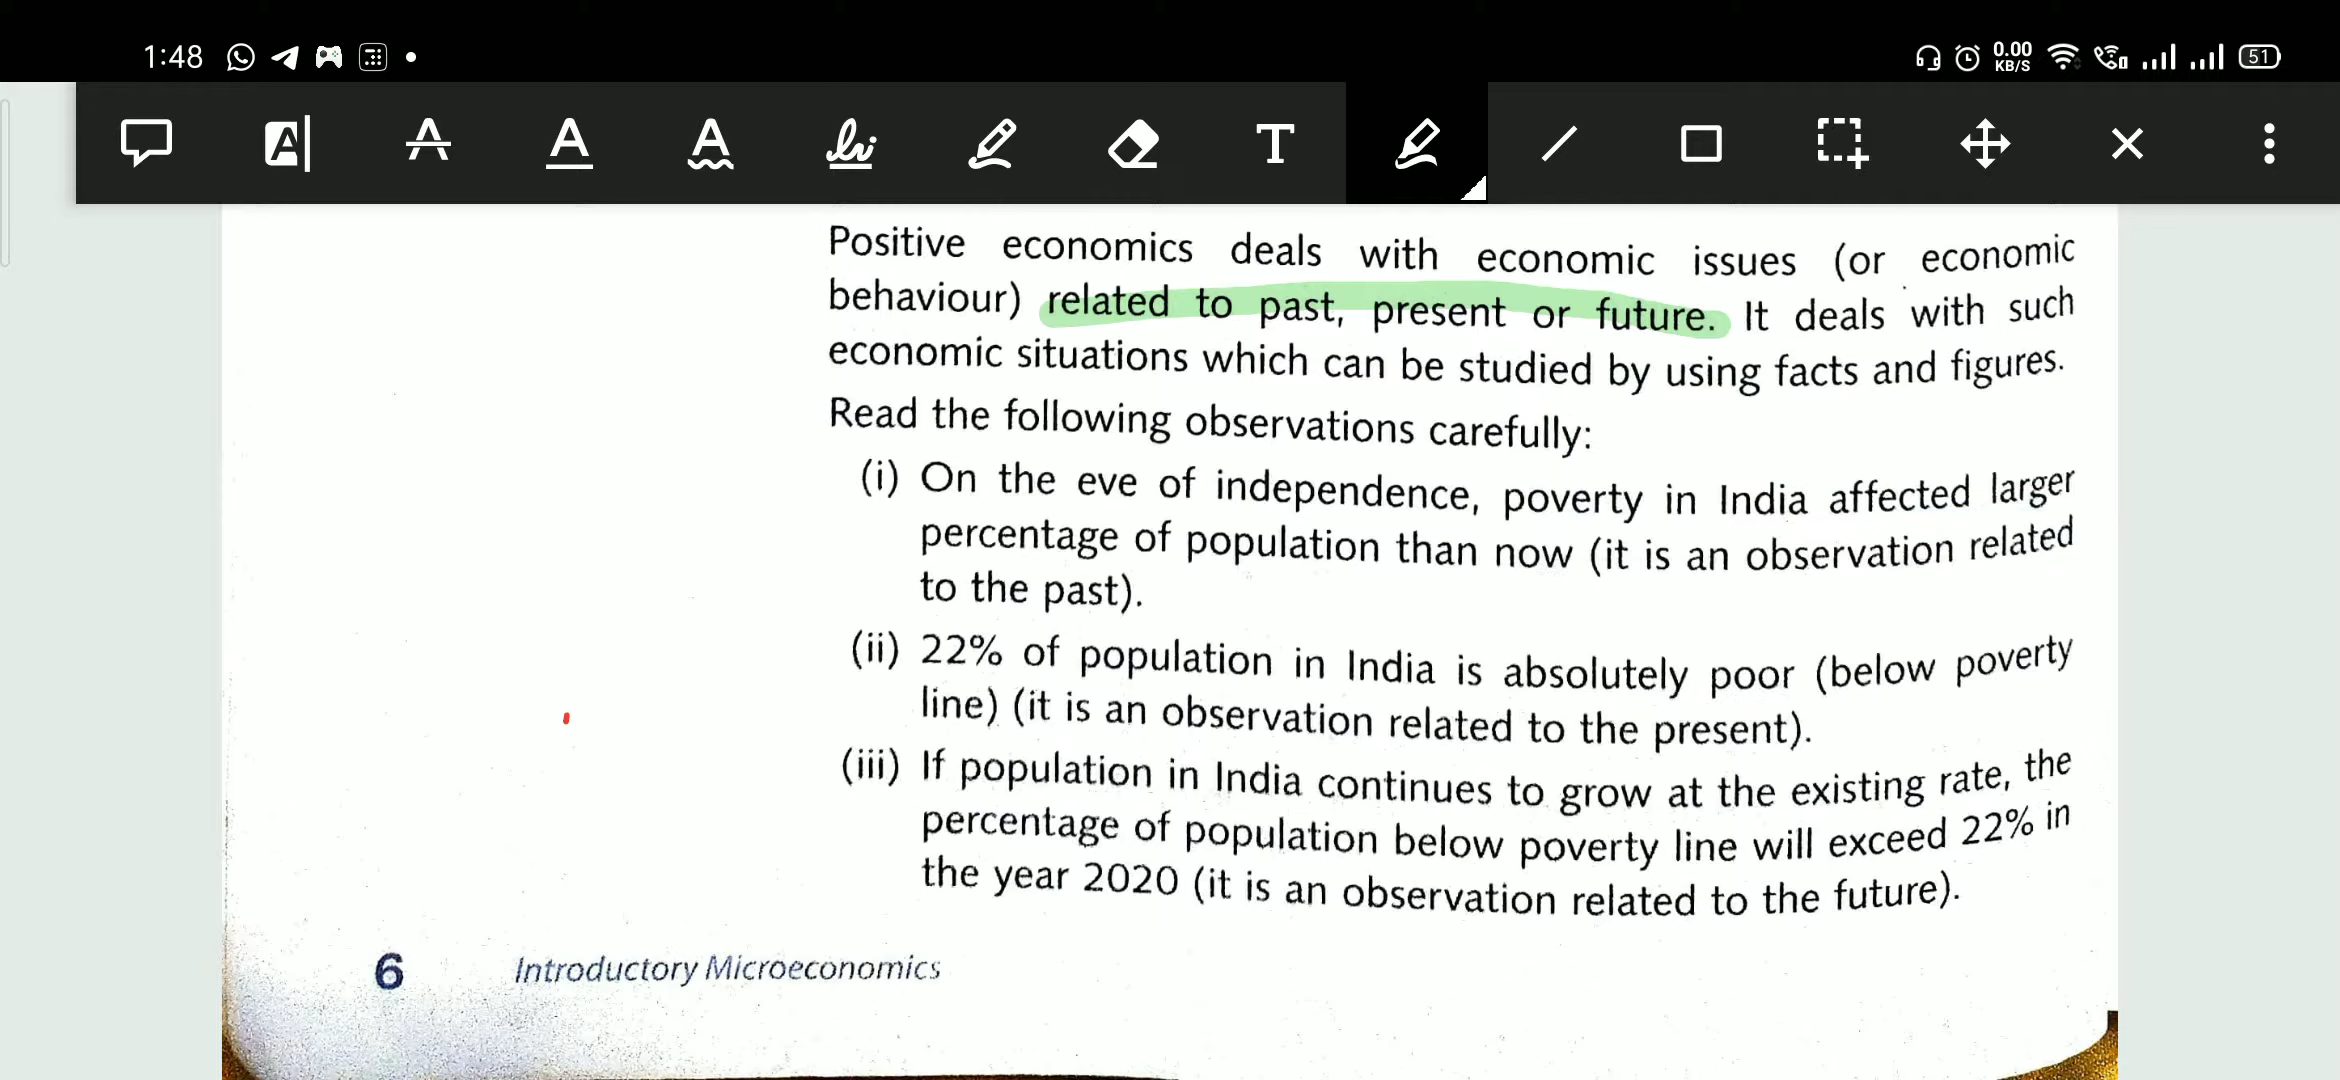 1:48
0.00
KB/S
51
A
A
A
A
T
Positive economics deals with economic issues (or economic
behaviour) related to past, present or future. It deals with such
economic situations which can be studied by using facts and figures.
Read the following observations carefully:
(i) On the eve of independence, poverty in India affected larger
percentage of population than now (it is an observation related
to the past).
(ii) 22% of population in India is absolutely poor (below poverty
line) (it is an observation related to the present).
(iii) If population in India continues to grow at the existing rate, the
percentage of population below poverty line will exceed 22% in
the year 2020 (it is an observation related to the future).
6 Introductory Microeconomics